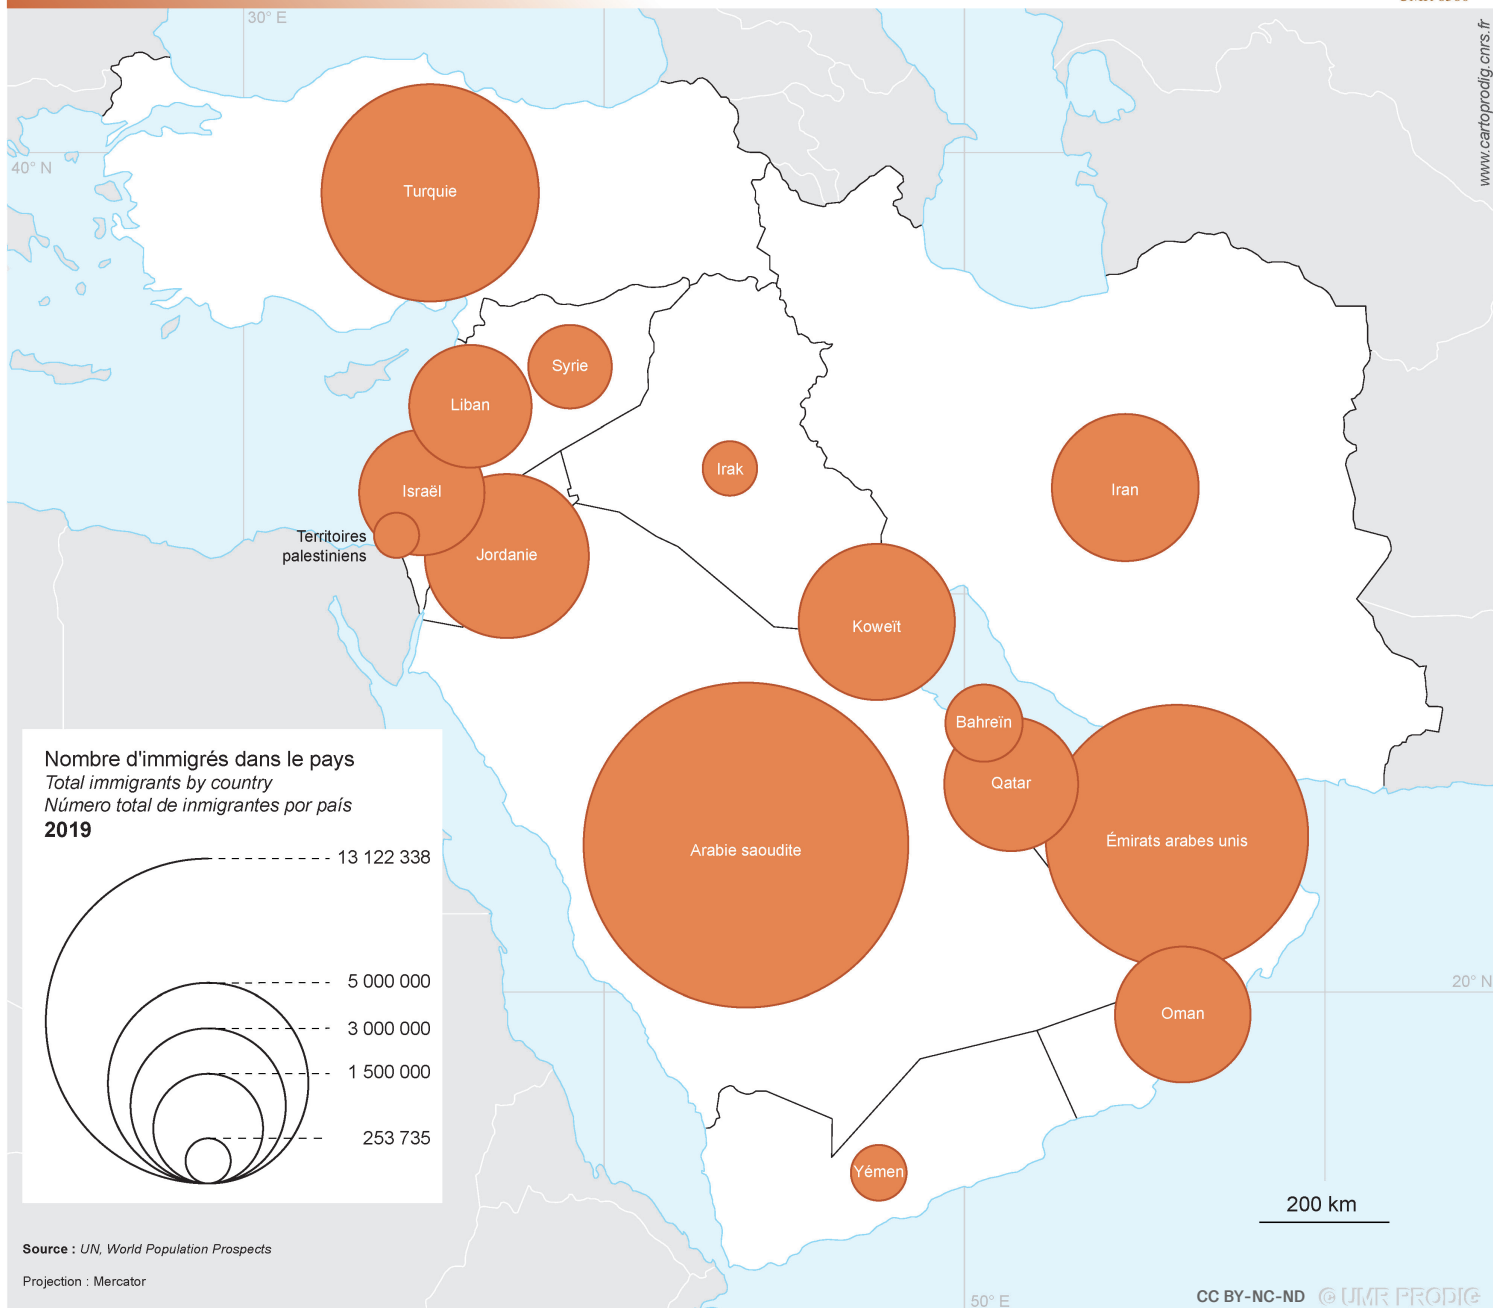 30° E
www.cartoprodig.cnrs.fr
40° N
Turquie
Syrie
Liban
Irak
Israël
Iran
Territoires
palestiniens
Jordanie
Koweït
Bahreïn
Qatar
Émirats arabes unis
Arabie saoudite
Oman
Yémen
20° N
Nombre d'immigrés dans le pays
Total immigrants by country
Número total de inmigrantes por país
2019
13 122 338
5 000 000
3 000 000
1 500 000
253 735
200 km
Source : UN, World Population Prospects
Projection : Mercator
50° E
CC BY-NC-ND © UMR PRODIG